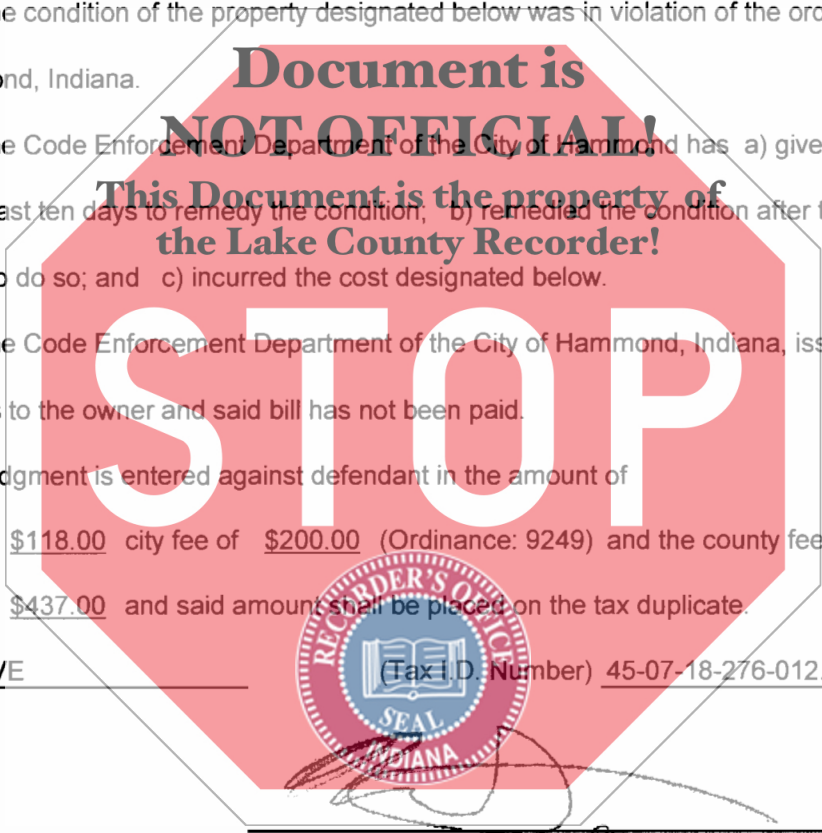 e condition of the property designated below was in violation of the ord
Document is
nd, Indiana.
NOT OFFICIAL!
e Code Enforcement Department of the City of Hammond has a) give
This Document is the property of
ast ten days to remedy the condition; b) remedied the condition after t
the Lake County Recorder!
o do so; and c) incurred the cost designated below.
STOP
e Code Enforcement Department of the City of Hammond, Indiana, iss
s to the owner and said bill has not been paid.
dgment is entered against defendant in the amount of
$118.00 city fee of $200.00 (Ordinance: 9249) and the county fee
$437.00 and said amount shall be placed on the tax duplicate.
VE (Tax I.D. Number) 45-07-18-276-012.
RECORDER'S OFFICE
SEAL
INDIANA